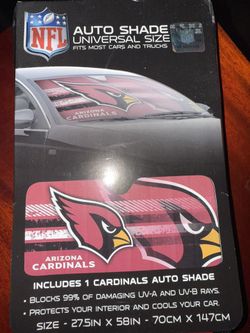 NFL
AUTO SHADE
UNIVERSAL SIZE
FITS MOST CARS AND TRUCKS
ARIZONA
CARDINALS
ARIZONA
CARDINALS
INCLUDES 1 CARDINALS AUTO SHADE
• BLOCKS 99% OF DAMAGING UV-A AND UV-B RAYS.
• PROTECTS YOUR INTERIOR AND COOLS YOUR CAR.
SIZE - 27.5IN X 58IN - 70CM X 147CM